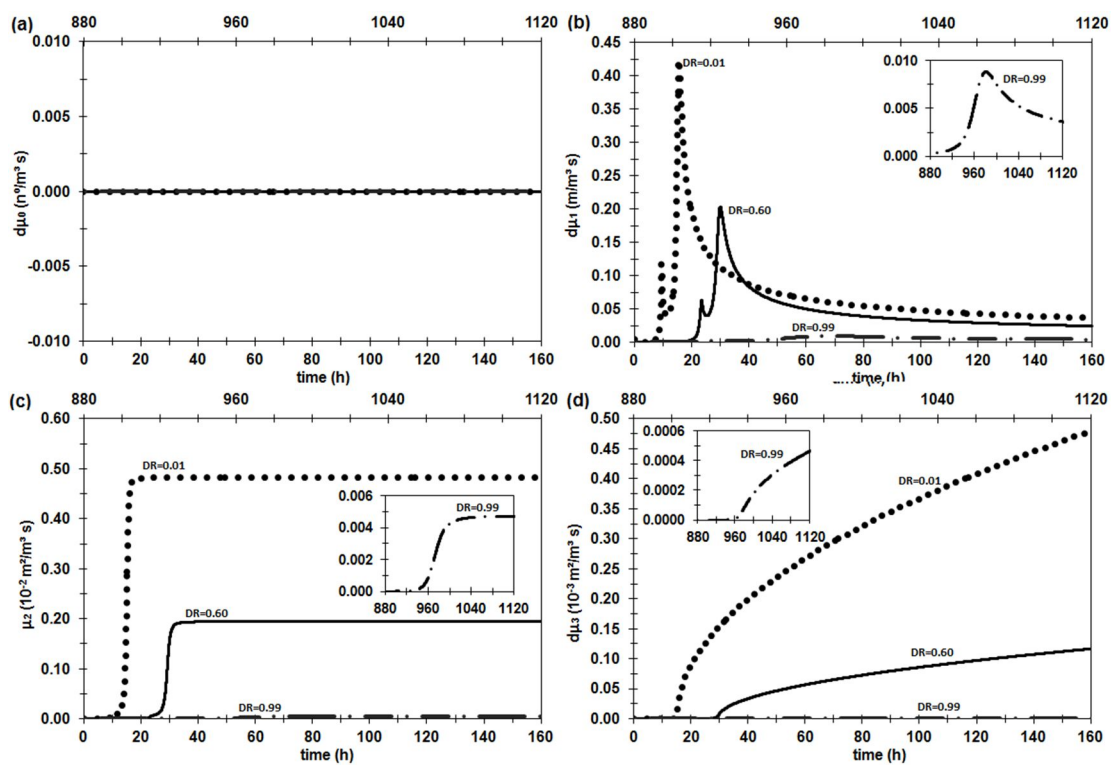 (a)
880 960 1040 1120
0.010
0.005
0.000
-0.005
-0.010
dμ₀ (nº/m³ s)
0 20 40 60 80 100 120 140 160
time (h)
(b)
880 960 1040 1120
0.45
0.40
0.35
0.30
0.25
0.20
0.15
0.10
0.05
0.00
dμ₁ (m/m³ s)
DR=0.01
DR=0.60
DR=0.99
0.010
0.005
0.000
DR=0.99
880 960 1040 1120
0 20 40 60 80 100 120 140 160
time (h)
(c)
880 960 1040 1120
0.60
0.50
0.40
0.30
0.20
0.10
0.00
μ₂ (10⁻² m²/m³ s)
DR=0.01
DR=0.60
DR=0.99
0.006
0.004
0.002
0.000
DR=0.99
880 960 1040 1120
0 20 40 60 80 100 120 140 160
time (h)
(d)
880 960 1040 1120
0.50
0.45
0.40
0.35
0.30
0.25
0.20
0.15
0.10
0.05
0.00
dμ₃ (10⁻³ m²/m³ s)
0.0006
0.0004
0.0002
0.0000
DR=0.99
880 960 1040 1120
DR=0.01
DR=0.60
DR=0.99
0 20 40 60 80 100 120 140 160
time (h)